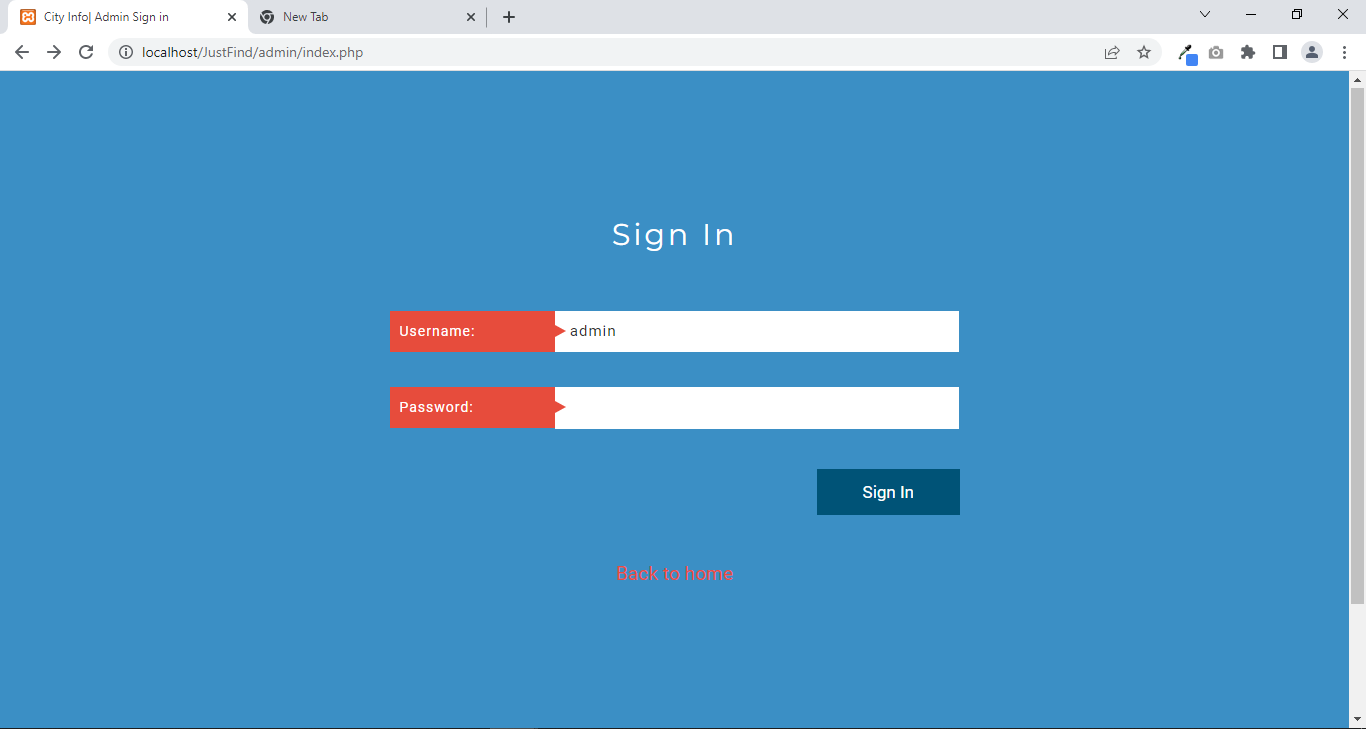 City Info| Admin Sign in
New Tab
localhost/JustFind/admin/index.php
Sign In
Username:
admin
Password:
Sign In
Back to home